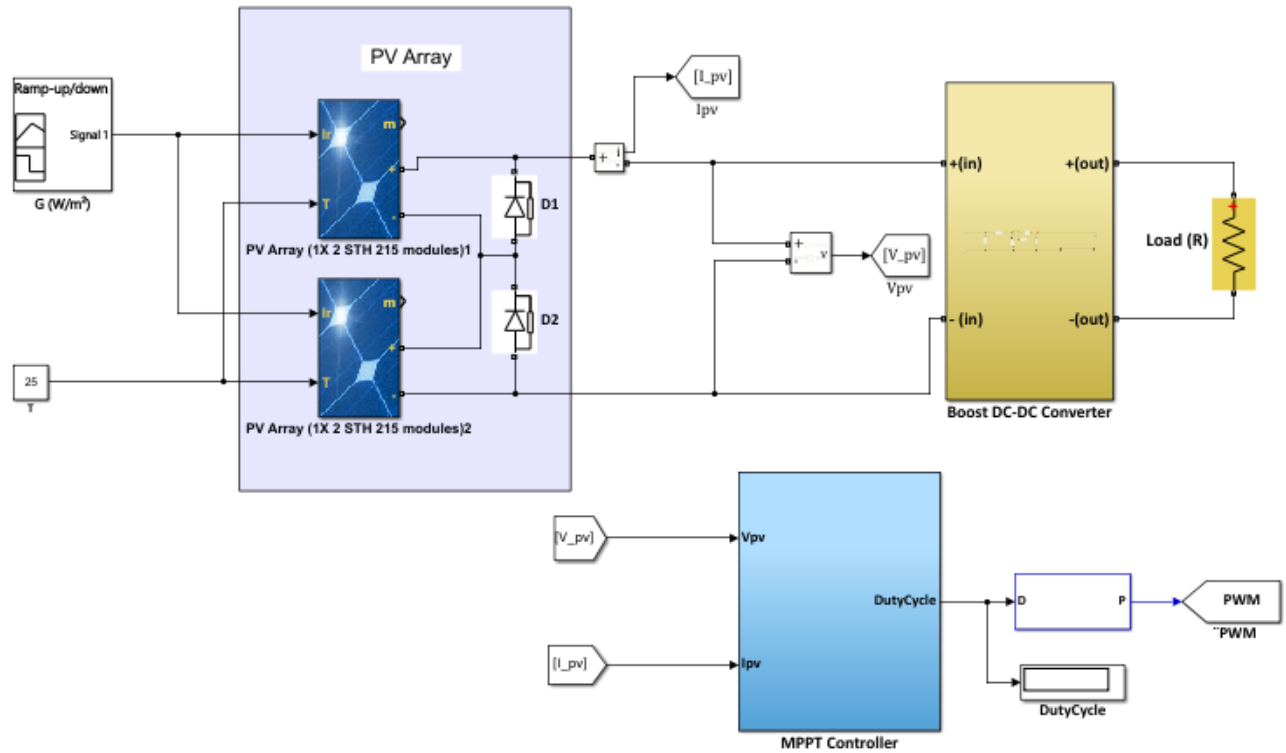 PV Array
Ramp-up/down
Signal 1
G (W/m²)
Ir
m
+
T
-
PV Array (1X 2 STH 215 modules)1
D1
Ir
m
+
T
-
PV Array (1X 2 STH 215 modules)2
D2
25
T
+
i
-
[I_pv]
Ipv
+
-
v
[V_pv]
Vpv
+(in)
+(out)
- (in)
-(out)
Boost DC-DC Converter
Load (R)
+
[V_pv]
[I_pv]
Vpv
DutyCycle
Ipv
MPPT Controller
D
P
PWM
¨PWM
DutyCycle